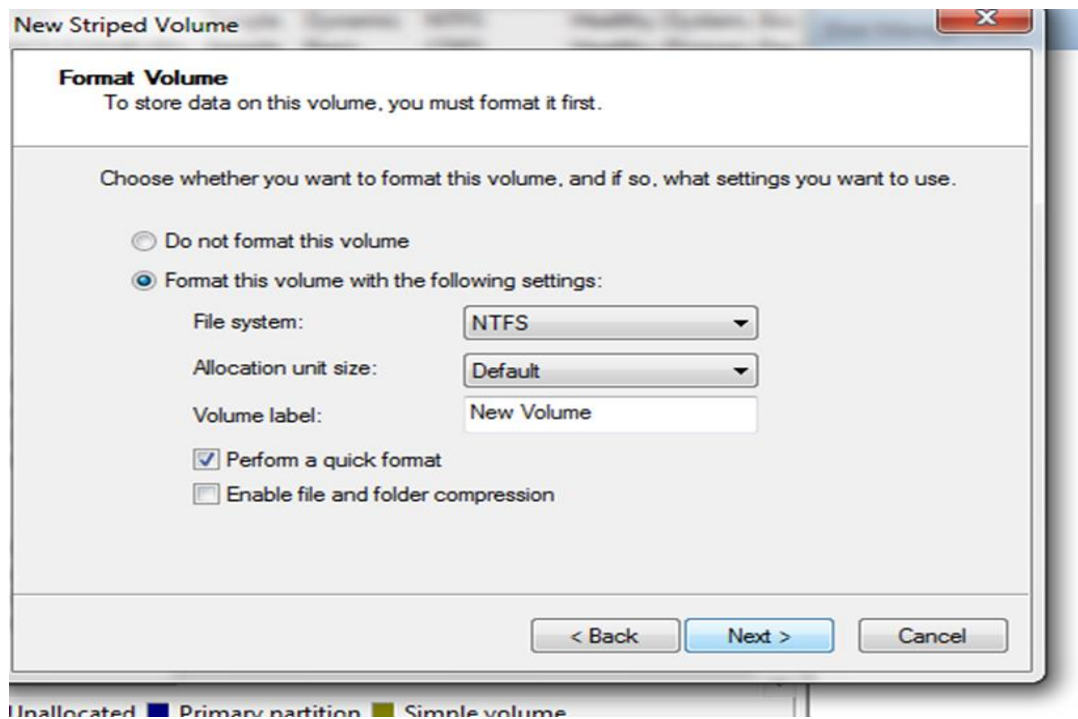 New Striped Volume
Format Volume
To store data on this volume, you must format it first.
Choose whether you want to format this volume, and if so, what settings you want to use.
Do not format this volume
Format this volume with the following settings:
File system: NTFS
Allocation unit size: Default
Volume label: New Volume
Perform a quick format
Enable file and folder compression
< Back Next > Cancel
Unallocated Primary partition Simple volume